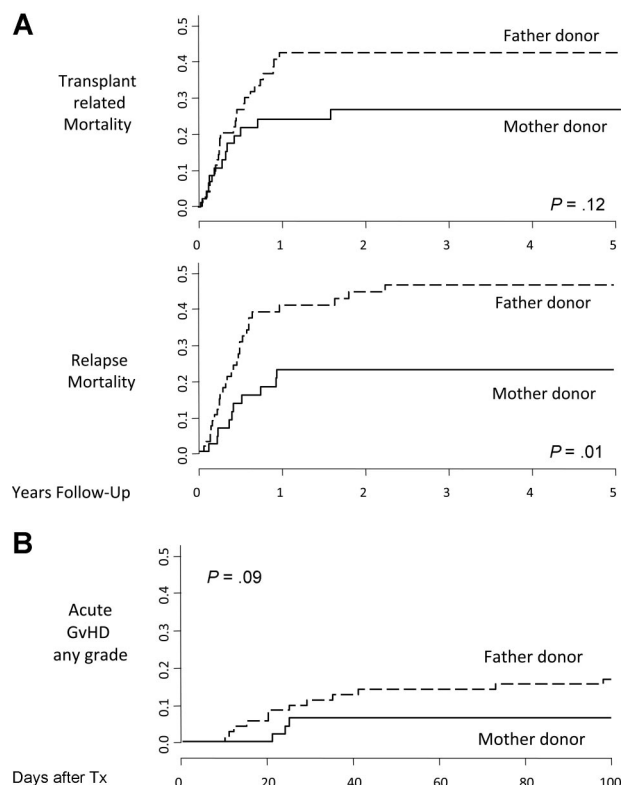 A
Transplant
related
Mortality
0.5
0.4
0.3
0.2
0.1
0.0
Father donor
Mother donor
P = .12
0 1 2 3 4 5
Relapse
Mortality
0.5
0.4
0.3
0.2
0.1
0.0
Father donor
Mother donor
P = .01
Years Follow-Up
0 1 2 3 4 5
B
Acute
GvHD
any grade
0.5
0.4
0.3
0.2
0.1
0.0
P = .09
Father donor
Mother donor
Days after Tx
0 20 40 60 80 100